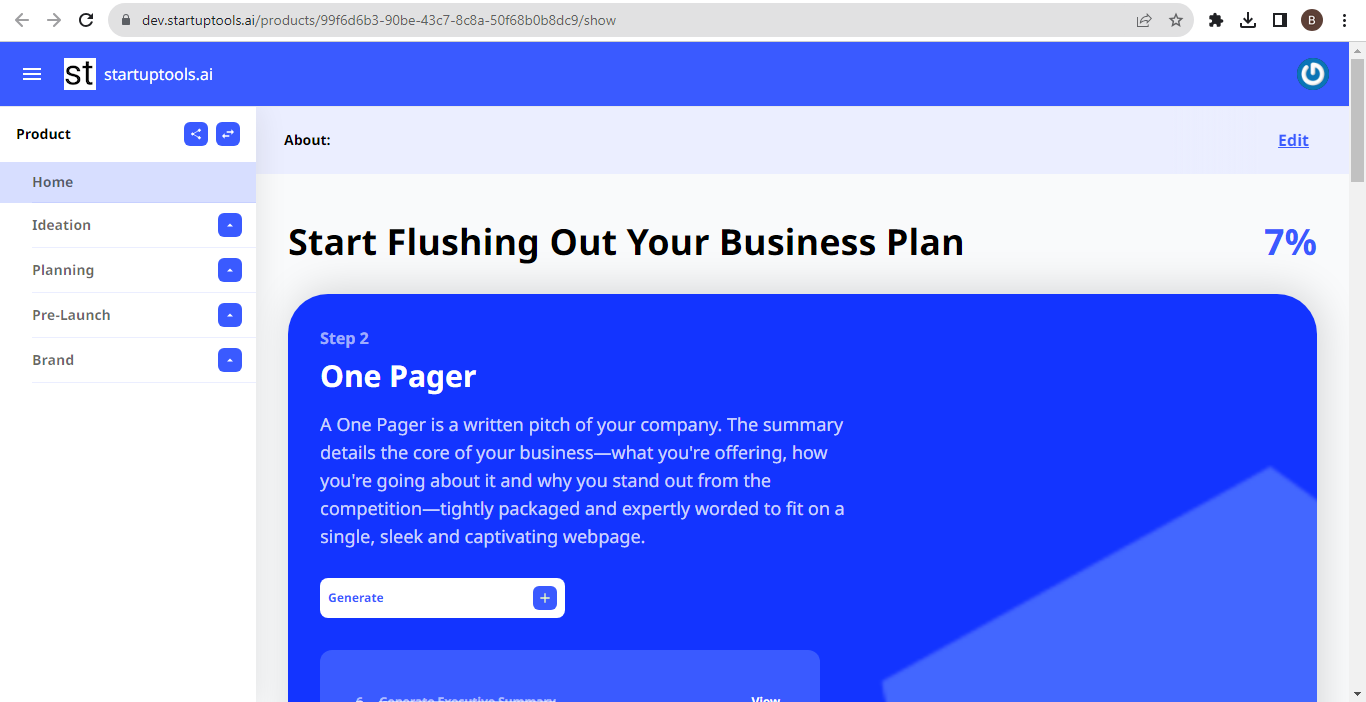 dev.startuptools.ai/products/99f6d6b3-90be-43c7-8c8a-50f68b0b8dc9/show
B
st startuptools.ai
Product
Home
Ideation
Planning
Pre-Launch
Brand
About:
Edit
Start Flushing Out Your Business Plan
7%
Step 2
One Pager
A One Pager is a written pitch of your company. The summary
details the core of your business—what you're offering, how
you're going about it and why you stand out from the
competition—tightly packaged and expertly worded to fit on a
single, sleek and captivating webpage.
Generate
6 Generate Executive Summary View